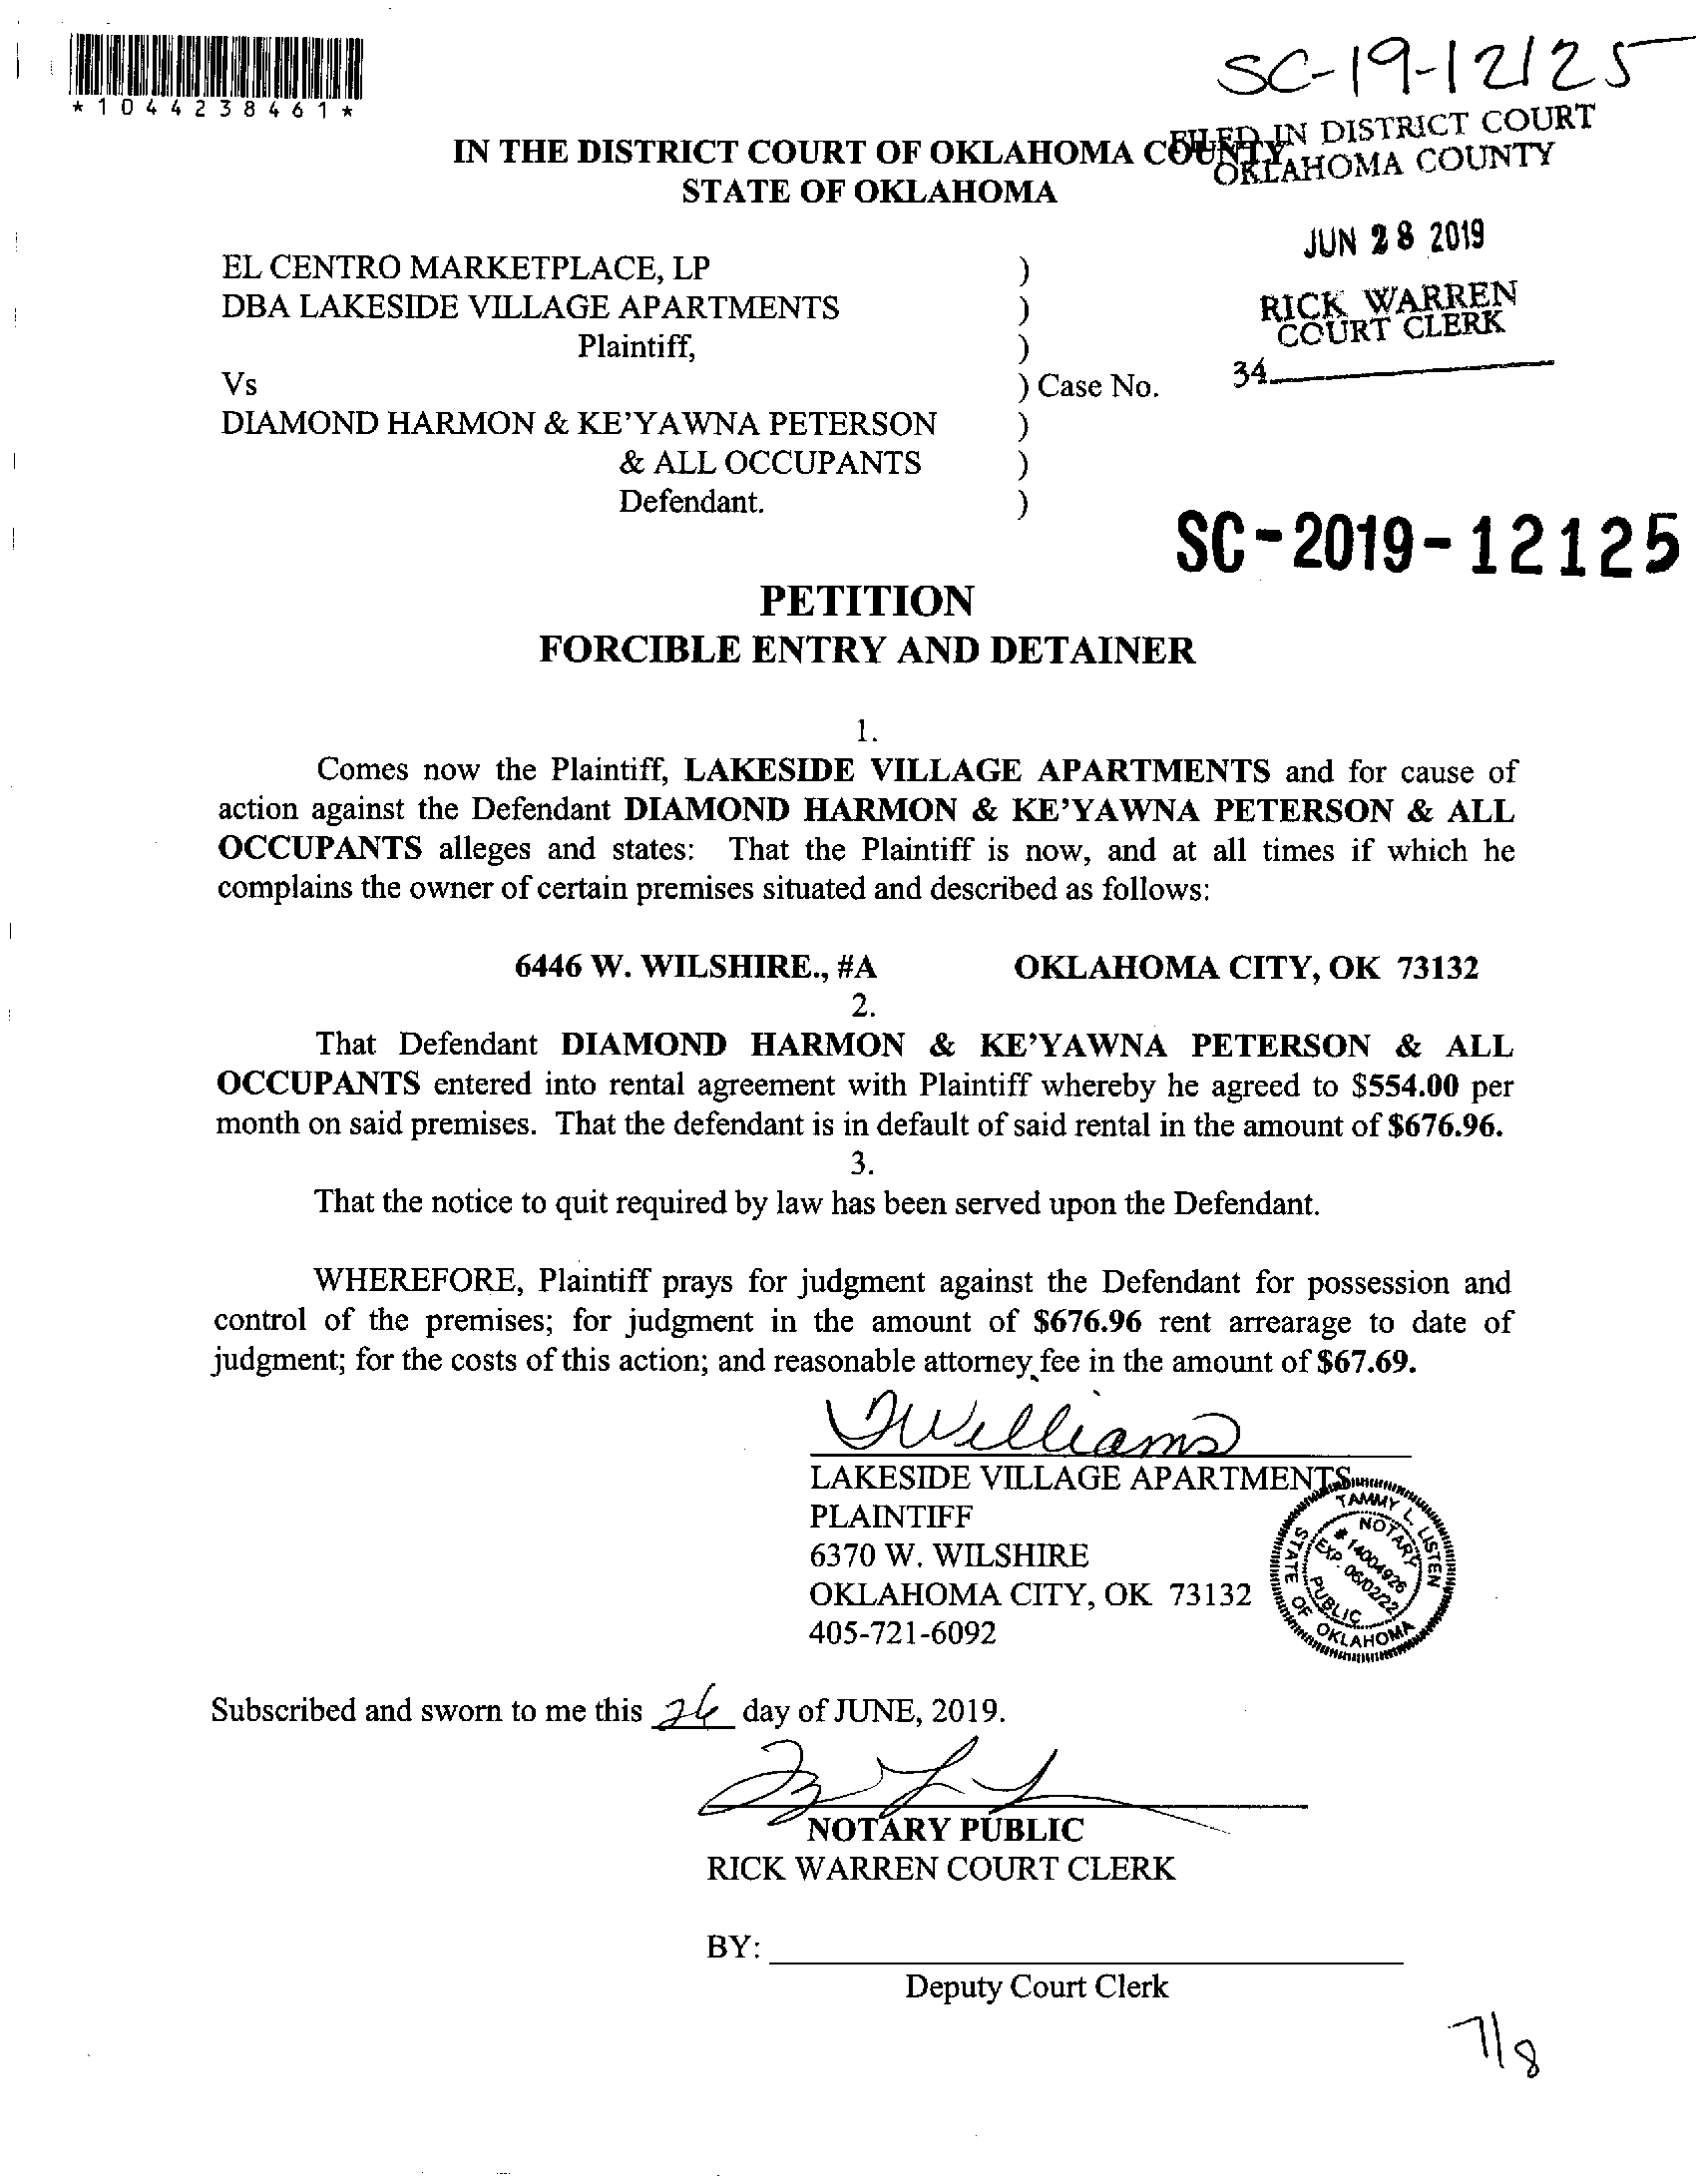 SC-19-12125
*1044238461*
FILED IN DISTRICT COURT
OKLAHOMA COUNTY
IN THE DISTRICT COURT OF OKLAHOMA COUNTY
STATE OF OKLAHOMA
JUN 28 2019
RICK WARREN
COURT CLERK
34
EL CENTRO MARKETPLACE, LP )
DBA LAKESIDE VILLAGE APARTMENTS )
Plaintiff, )
Vs ) Case No.
DIAMOND HARMON & KE'YAWNA PETERSON )
& ALL OCCUPANTS )
Defendant. )
SC-2019-12125
PETITION
FORCIBLE ENTRY AND DETAINER
1.
Comes now the Plaintiff, LAKESIDE VILLAGE APARTMENTS and for cause of
action against the Defendant DIAMOND HARMON & KE'YAWNA PETERSON & ALL
OCCUPANTS alleges and states: That the Plaintiff is now, and at all times if which he
complains the owner of certain premises situated and described as follows:
6446 W. WILSHIRE., #A OKLAHOMA CITY, OK 73132
2.
That Defendant DIAMOND HARMON & KE'YAWNA PETERSON & ALL
OCCUPANTS entered into rental agreement with Plaintiff whereby he agreed to $554.00 per
month on said premises. That the defendant is in default of said rental in the amount of $676.96.
3.
That the notice to quit required by law has been served upon the Defendant.
WHEREFORE, Plaintiff prays for judgment against the Defendant for possession and
control of the premises; for judgment in the amount of $676.96 rent arrearage to date of
judgment; for the costs of this action; and reasonable attorney fee in the amount of $67.69.
Williams
LAKESIDE VILLAGE APARTMENTS
PLAINTIFF
6370 W. WILSHIRE
OKLAHOMA CITY, OK 73132
405-721-6092
TAMMY L. LISTEN
NOTARY
# 14004926
EXP. 06/02/22
PUBLIC
STATE OF OKLAHOMA
Subscribed and sworn to me this 26 day of JUNE, 2019.
NOTARY PUBLIC
RICK WARREN COURT CLERK
BY:
Deputy Court Clerk
7/8